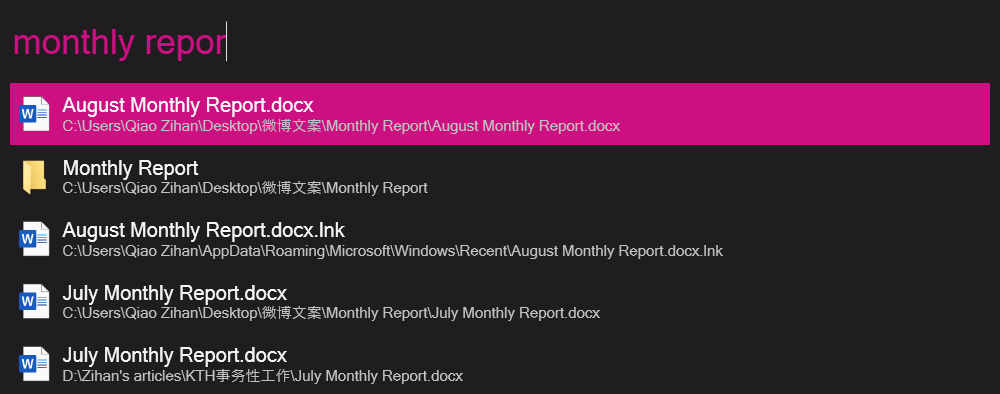 monthly repor
August Monthly Report.docx
C:\Users\Qiao Zihan\Desktop\微博文案\Monthly Report\August Monthly Report.docx
Monthly Report
C:\Users\Qiao Zihan\Desktop\微博文案\Monthly Report
August Monthly Report.docx.lnk
C:\Users\Qiao Zihan\AppData\Roaming\Microsoft\Windows\Recent\August Monthly Report.docx.lnk
July Monthly Report.docx
C:\Users\Qiao Zihan\Desktop\微博文案\Monthly Report\July Monthly Report.docx
July Monthly Report.docx
D:\Zihan's articles\KTH事务性工作\July Monthly Report.docx